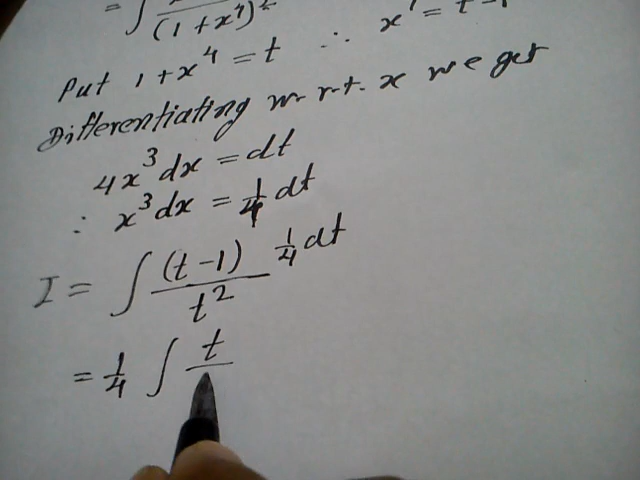 = ∫ / (1 + x⁴)² ∴ x⁴ = t - 1
Put 1 + x⁴ = t
Differentiating w.r.t. x we get
4x³ dx = dt
∴ x³ dx = 1/4 dt
I = ∫ (t - 1) / t² 1/4 dt
= 1/4 ∫ t /